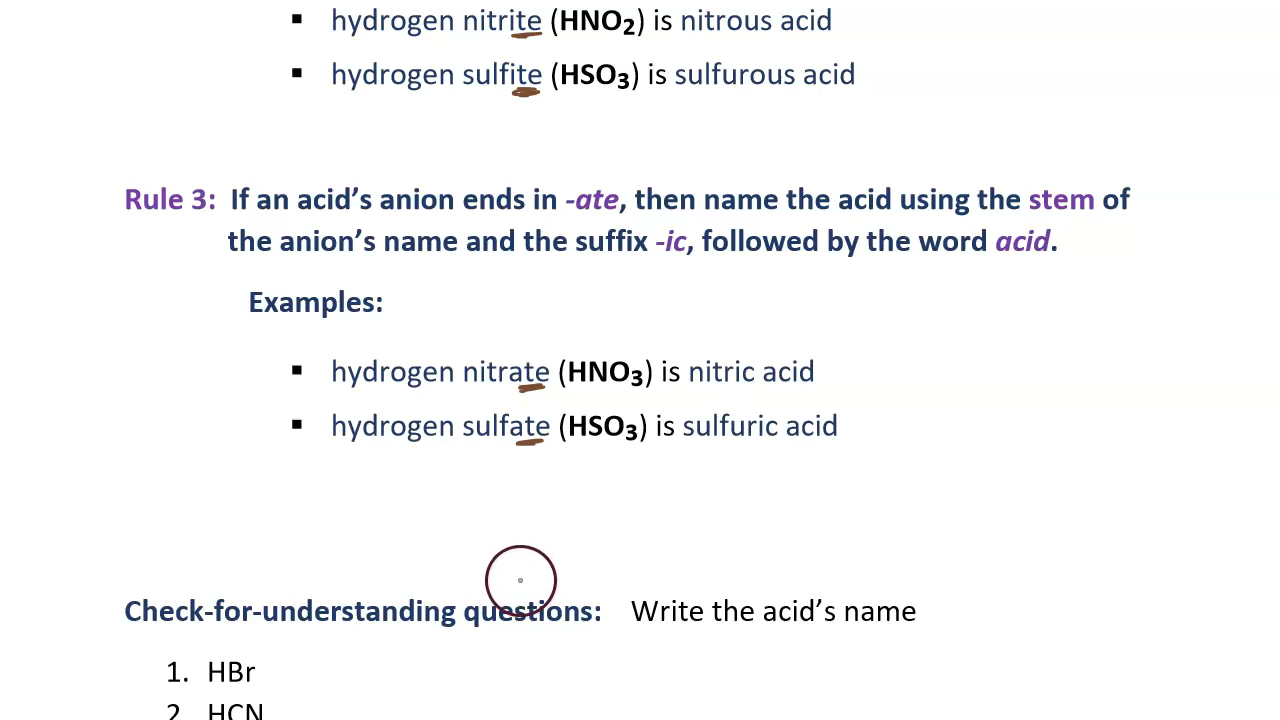 ▪ hydrogen nitrite (HNO₂) is nitrous acid
▪ hydrogen sulfite (HSO₃) is sulfurous acid
Rule 3: If an acid’s anion ends in -ate, then name the acid using the stem of
the anion’s name and the suffix -ic, followed by the word acid.
Examples:
▪ hydrogen nitrate (HNO₃) is nitric acid
▪ hydrogen sulfate (HSO₃) is sulfuric acid
Check-for-understanding questions: Write the acid’s name
1. HBr
2. HCN